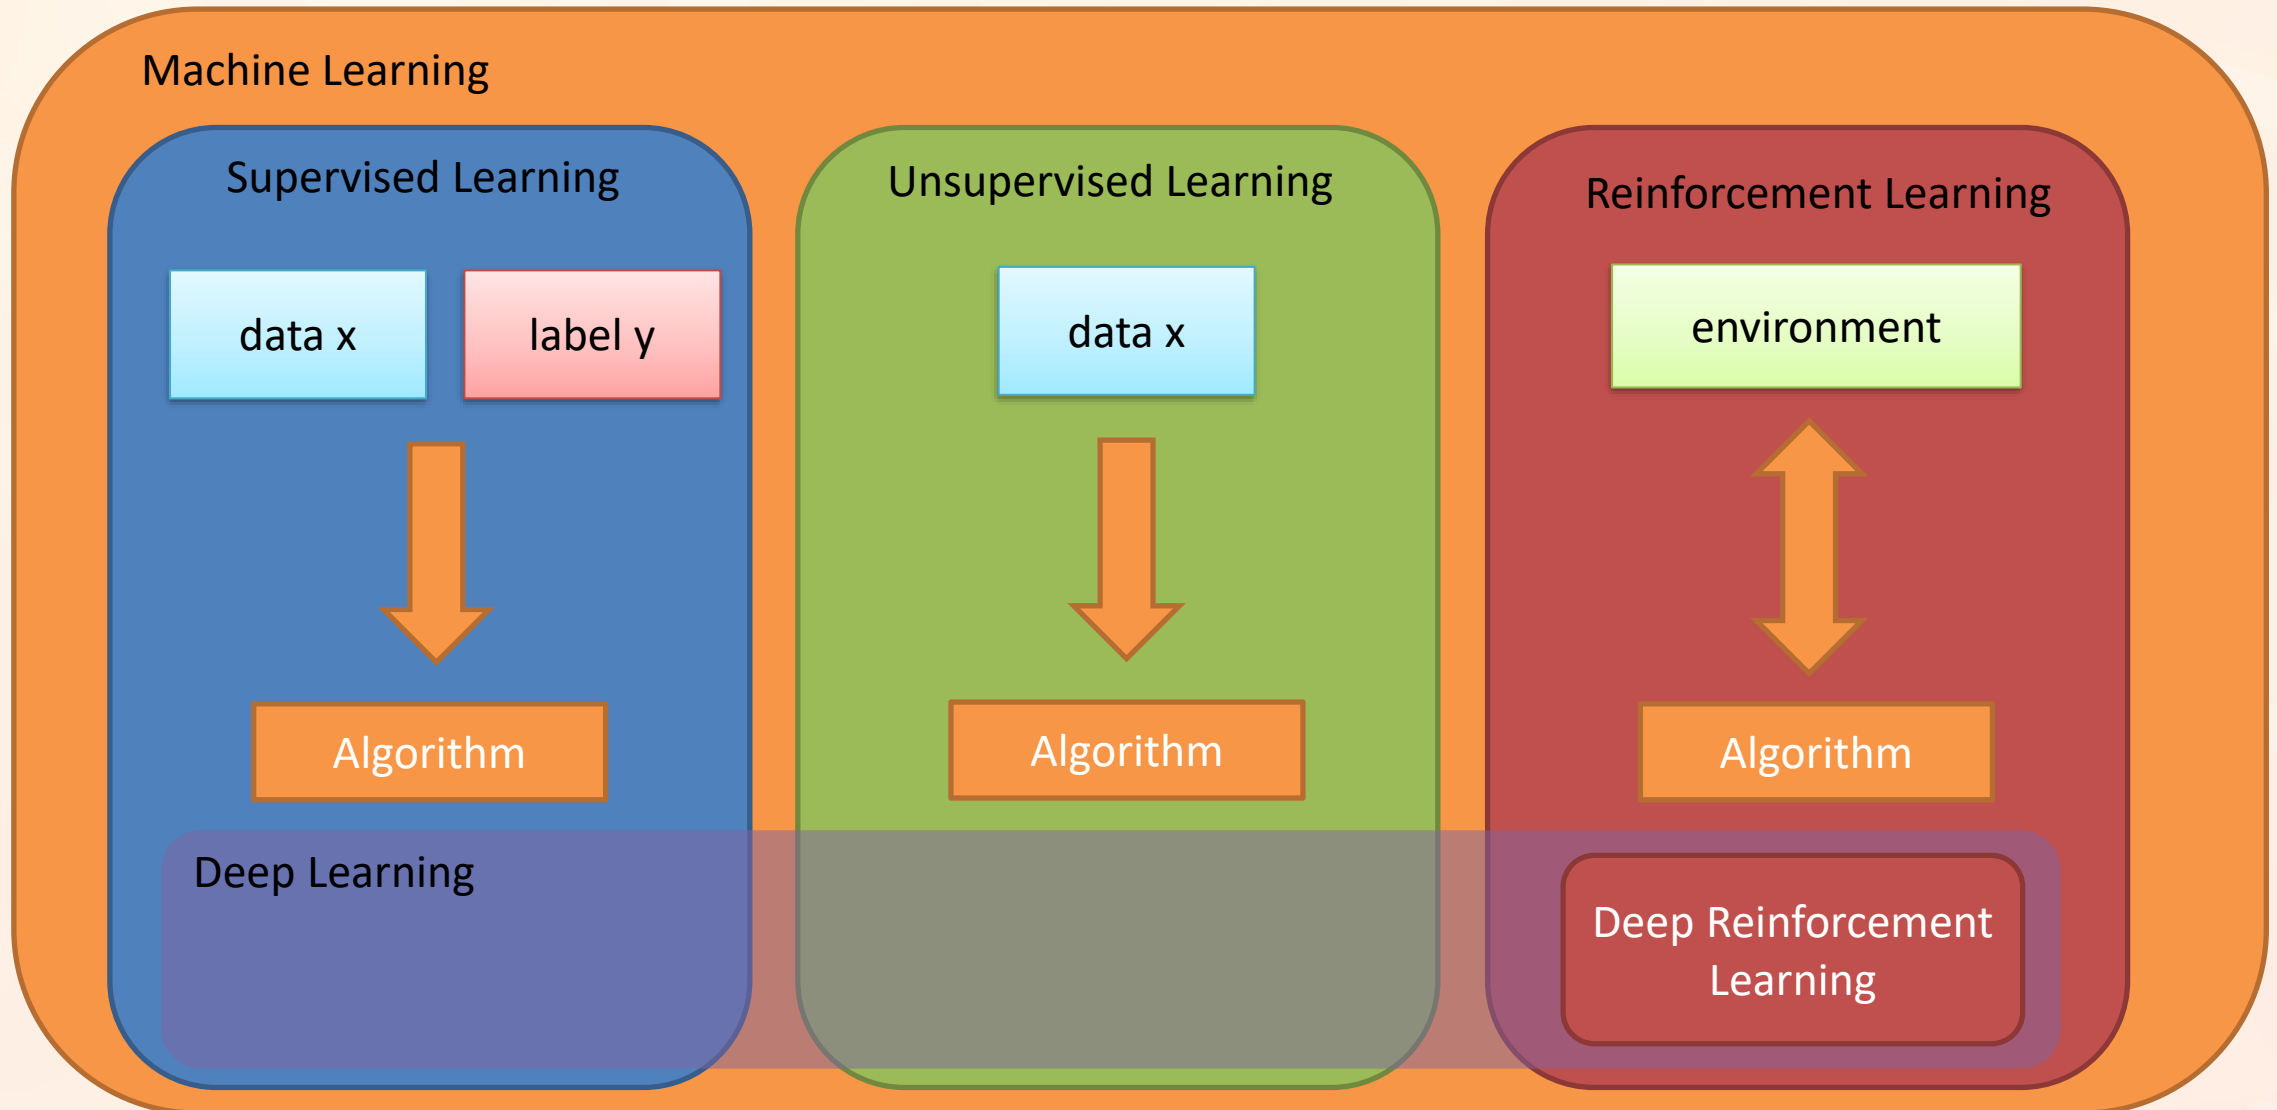 Machine Learning
Supervised Learning
Unsupervised Learning
Reinforcement Learning
data x
label y
data x
environment
Algorithm
Algorithm
Algorithm
Deep Learning
Deep Reinforcement
Learning